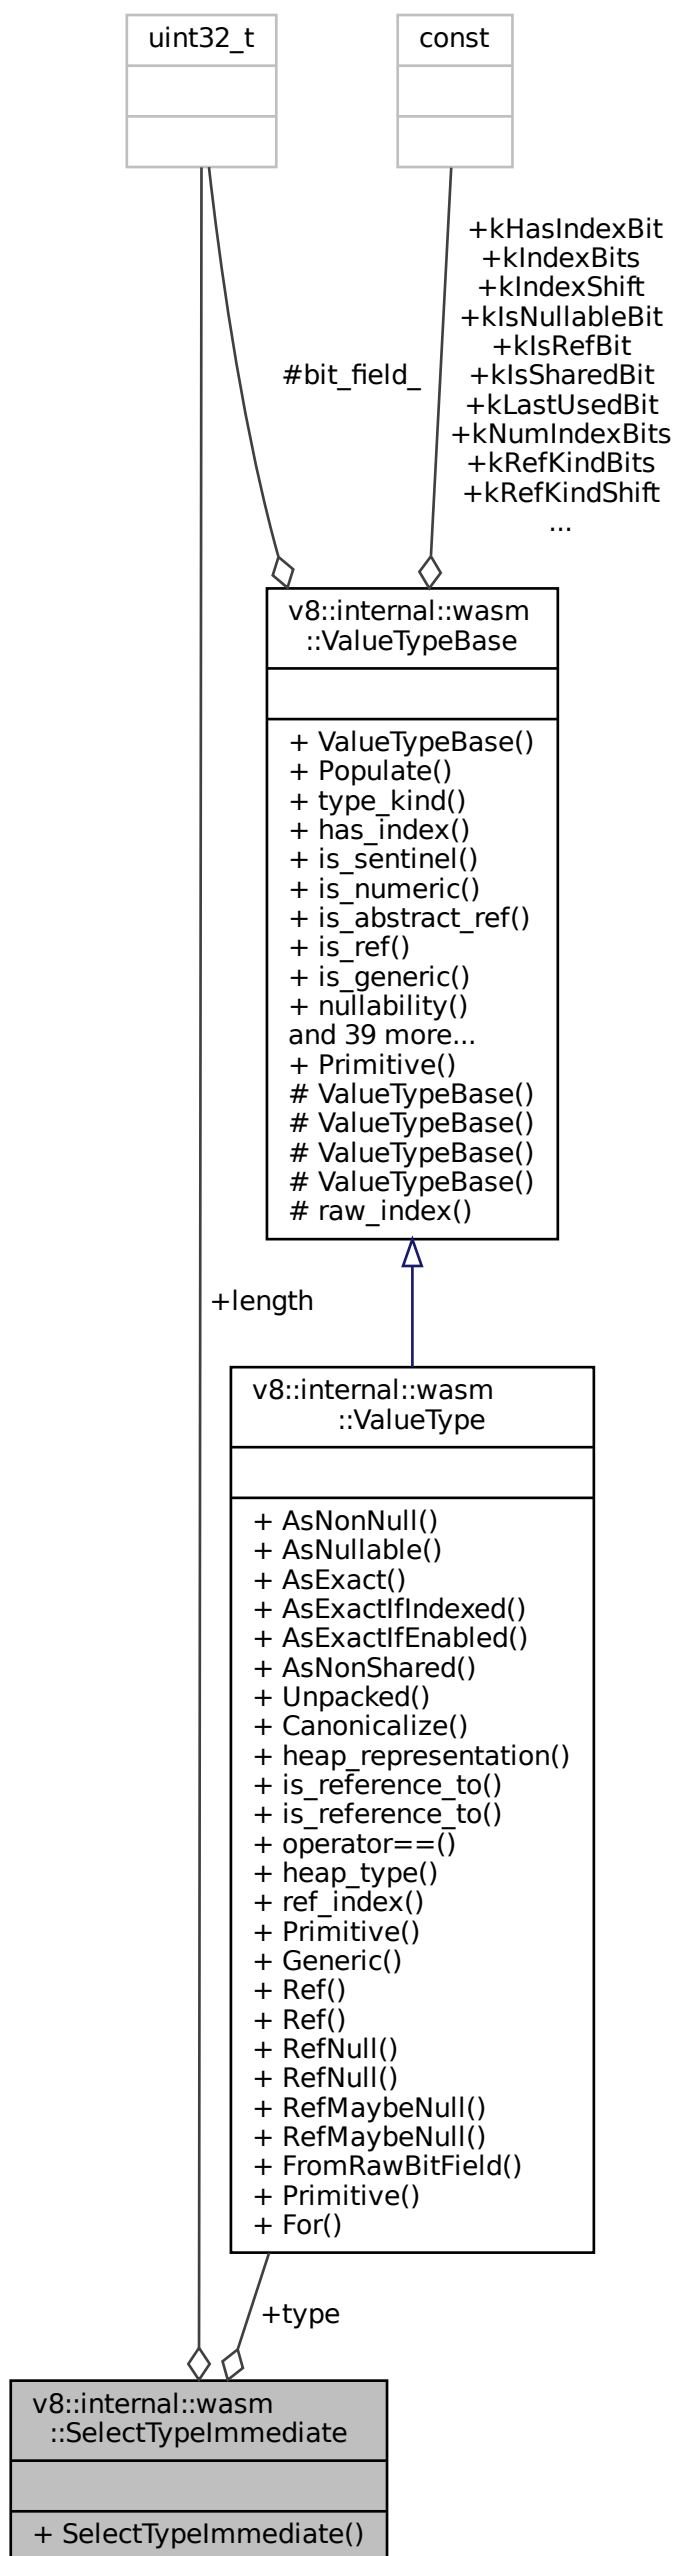 uint32_t
const
+kHasIndexBit
+kIndexBits
+kIndexShift
+kIsNullableBit
+kIsRefBit
+kIsSharedBit
+kLastUsedBit
+kNumIndexBits
+kRefKindBits
+kRefKindShift
...
#bit_field_
v8::internal::wasm
::ValueTypeBase
+ ValueTypeBase()
+ Populate()
+ type_kind()
+ has_index()
+ is_sentinel()
+ is_numeric()
+ is_abstract_ref()
+ is_ref()
+ is_generic()
+ nullability()
and 39 more...
+ Primitive()
# ValueTypeBase()
# ValueTypeBase()
# ValueTypeBase()
# ValueTypeBase()
# raw_index()
+length
v8::internal::wasm
::ValueType
+ AsNonNull()
+ AsNullable()
+ AsExact()
+ AsExactIfIndexed()
+ AsExactIfEnabled()
+ AsNonShared()
+ Unpacked()
+ Canonicalize()
+ heap_representation()
+ is_reference_to()
+ is_reference_to()
+ operator==()
+ heap_type()
+ ref_index()
+ Primitive()
+ Generic()
+ Ref()
+ Ref()
+ RefNull()
+ RefNull()
+ RefMaybeNull()
+ RefMaybeNull()
+ FromRawBitField()
+ Primitive()
+ For()
+type
v8::internal::wasm
::SelectTypeImmediate
+ SelectTypeImmediate()